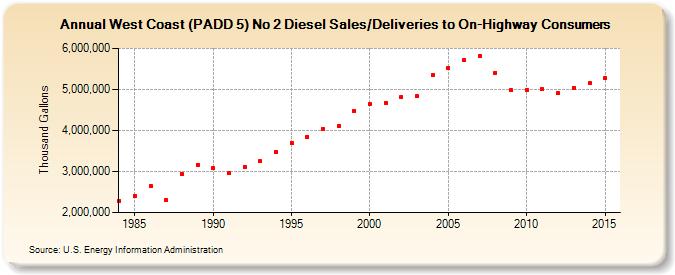 Annual West Coast (PADD 5) No 2 Diesel Sales/Deliveries to On-Highway Consumers
Thousand Gallons
6,000,000
5,000,000
4,000,000
3,000,000
2,000,000
1985 1990 1995 2000 2005 2010 2015
Source: U.S. Energy Information Administration